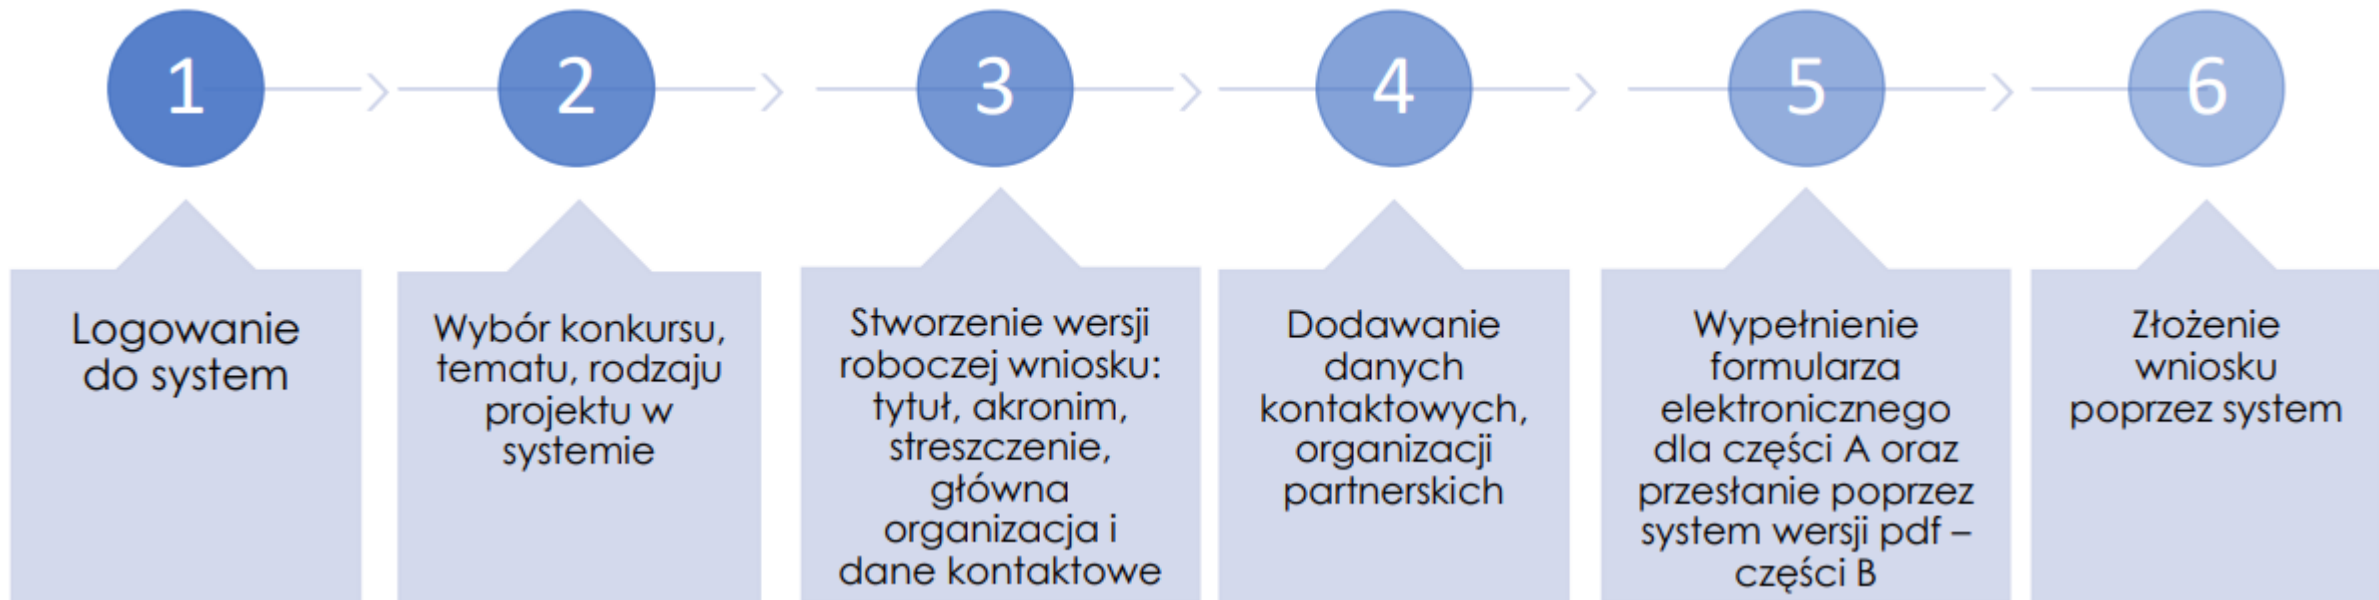 1
2
3
4
5
6
Logowanie
do system
Wybór konkursu,
tematu, rodzaju
projektu w
systemie
Stworzenie wersji
roboczej wniosku:
tytuł, akronim,
streszczenie,
główna
organizacja i
dane kontaktowe
Dodawanie
danych
kontaktowych,
organizacji
partnerskich
Wypełnienie
formularza
elektronicznego
dla części A oraz
przesłanie poprzez
system wersji pdf –
części B
Złożenie
wniosku
poprzez system